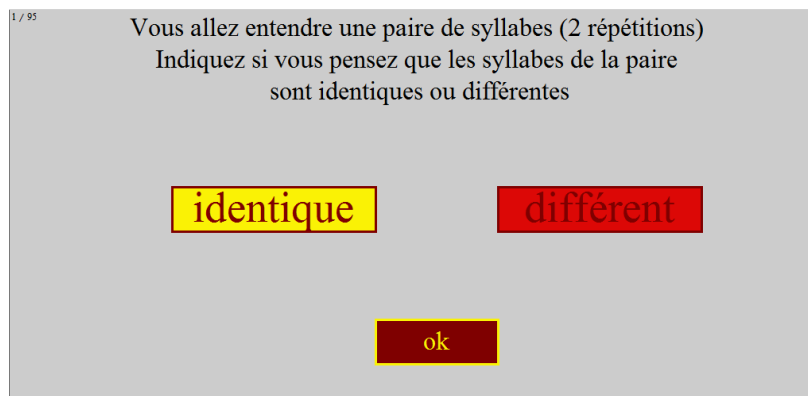 1 / 95
Vous allez entendre une paire de syllabes (2 répétitions)
Indiquez si vous pensez que les syllabes de la paire
sont identiques ou différentes
identique
différent
ok